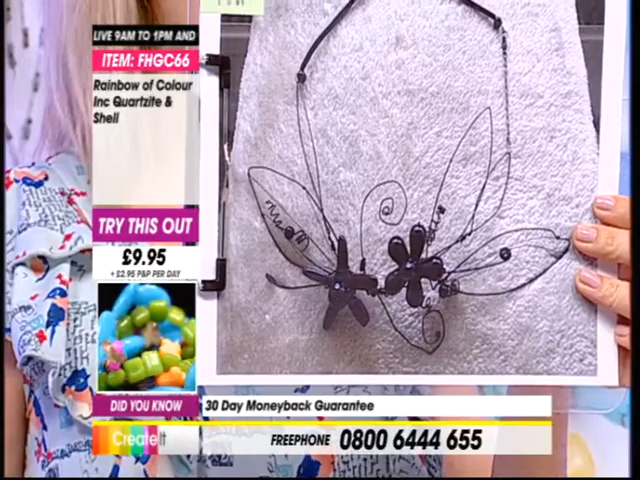 LIVE 9AM TO 1PM AND
ITEM: FHGC66
Rainbow of Colour
Inc Quartzite &
Shell
TRY THIS OUT
£9.95
+ £2.95 P&P PER DAY
DID YOU KNOW
30 Day Moneyback Guarantee
CreateIt
FREEPHONE 0800 6444 655